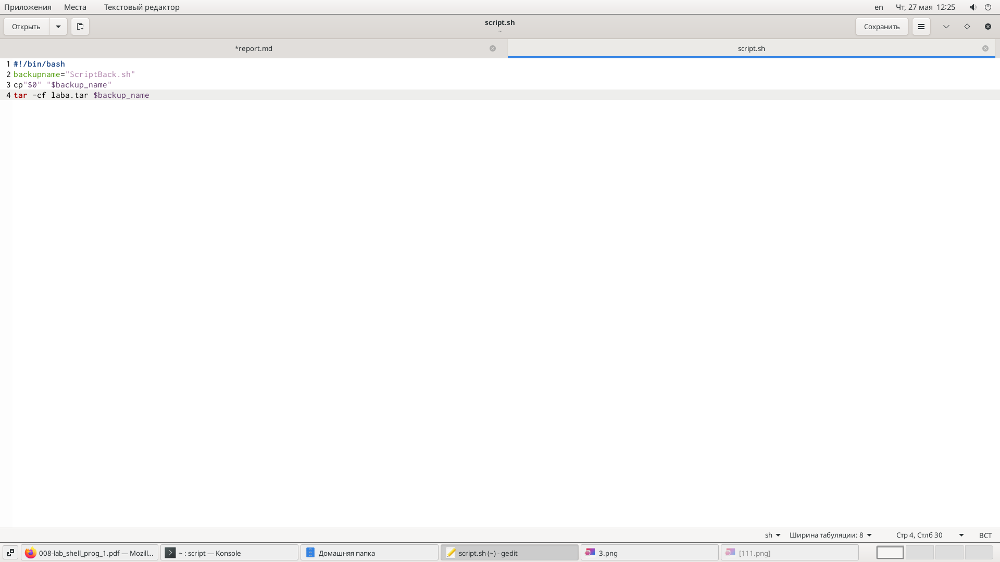 Приложения Места Текстовый редактор en Чт, 27 мая 12:25
Открыть script.sh Сохранить
~
*report.md script.sh
1 #!/bin/bash
2 backupname="ScriptBack.sh"
3 cp"$0" "$backup_name"
4 tar -cf laba.tar $backup_name
sh Ширина табуляции: 8 Стр 4, Стлб 30 ВСТ
008-lab_shell_prog_1.pdf — Mozill... ~ : script — Konsole Домашняя папка script.sh (~) - gedit 3.png [111.png]